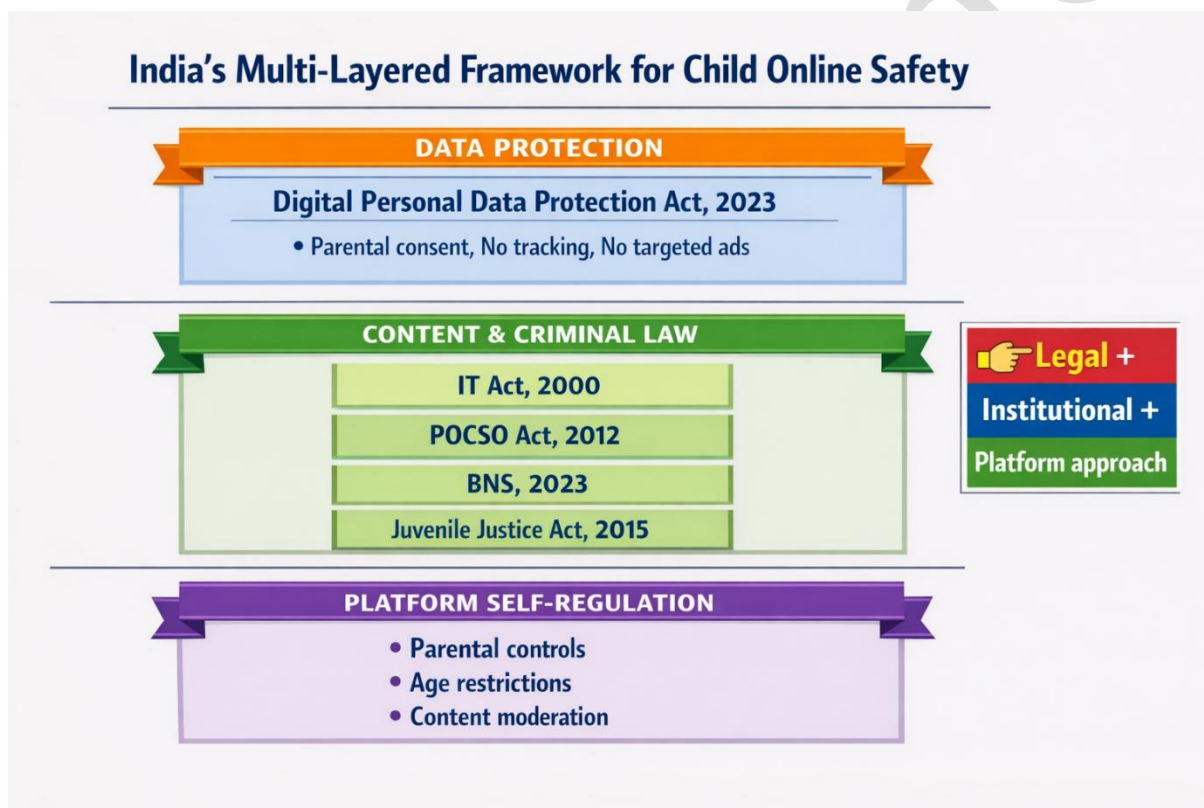 India's Multi-Layered Framework for Child Online Safety
DATA PROTECTION
Digital Personal Data Protection Act, 2023
• Parental consent, No tracking, No targeted ads
CONTENT & CRIMINAL LAW
IT Act, 2000
POCSO Act, 2012
BNS, 2023
Juvenile Justice Act, 2015
Legal +
Institutional +
Platform approach
PLATFORM SELF-REGULATION
• Parental controls
• Age restrictions
• Content moderation